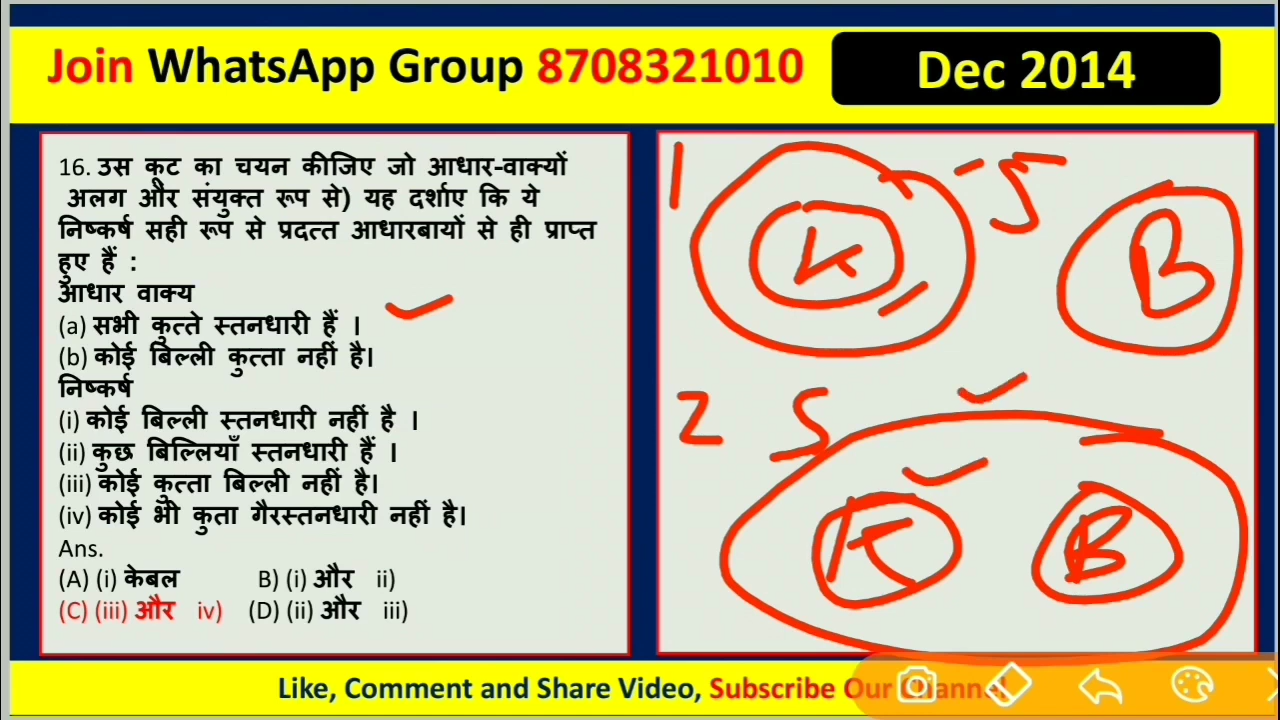 Join WhatsApp Group 8708321010
Dec 2014
16. उस कूट का चयन कीजिए जो आधार-वाक्यों
अलग और संयुक्त रूप से) यह दर्शाए कि ये
निष्कर्ष सही रूप से प्रदत्त आधारबायों से ही प्राप्त
हुए हैं :
आधार वाक्य
(a) सभी कुत्ते स्तनधारी हैं ।
(b) कोई बिल्ली कुत्ता नहीं है।
निष्कर्ष
(i) कोई बिल्ली स्तनधारी नहीं है ।
(ii) कुछ बिल्लियाँ स्तनधारी हैं ।
(iii) कोई कुत्ता बिल्ली नहीं है।
(iv) कोई भी कुता गैरस्तनधारी नहीं है।
Ans.
(A) (i) केबल B) (i) और ii)
(C) (iii) और iv) (D) (ii) और iii)
1 K S B
2 S K B
Like, Comment and Share Video, Subscribe Our Channel